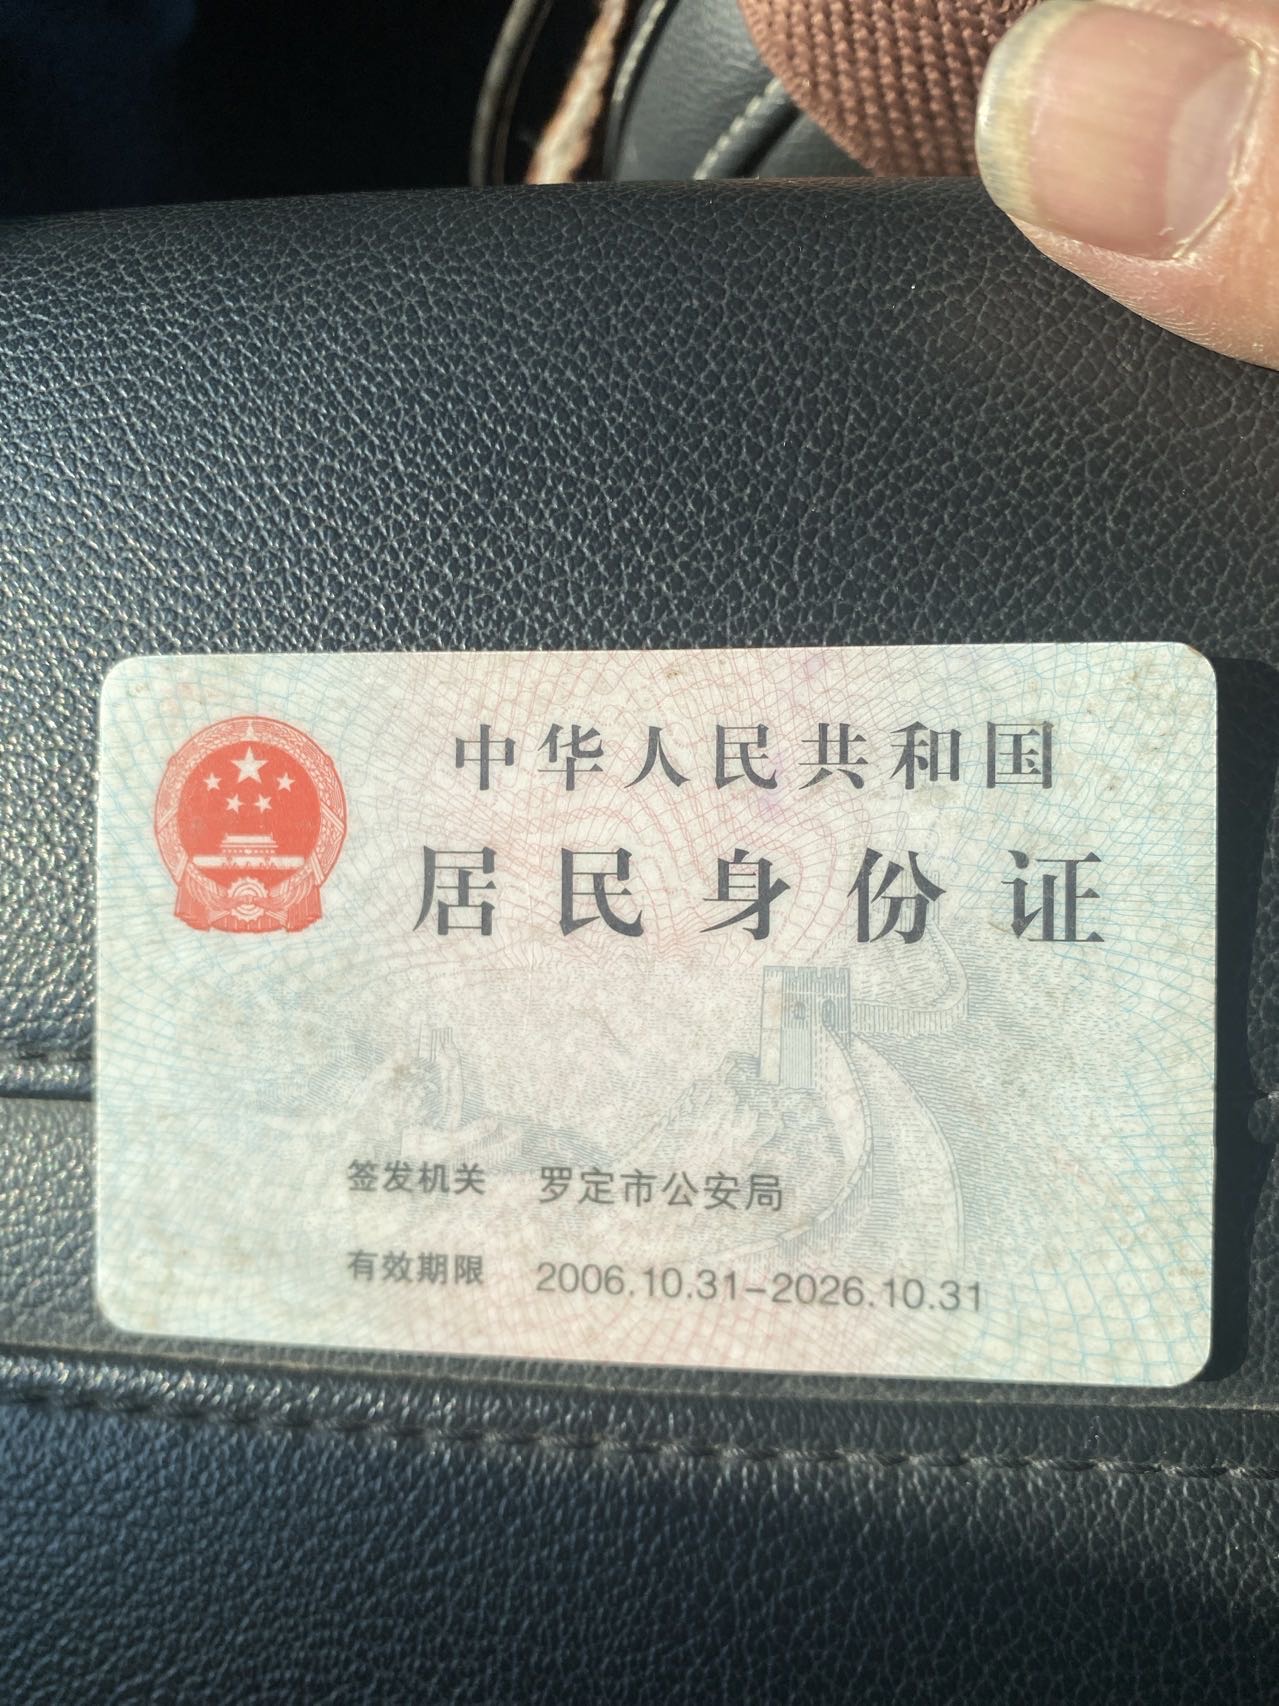 中华人民共和国
居民身份证
签发机关 罗定市公安局
有效期限 2006.10.31-2026.10.31